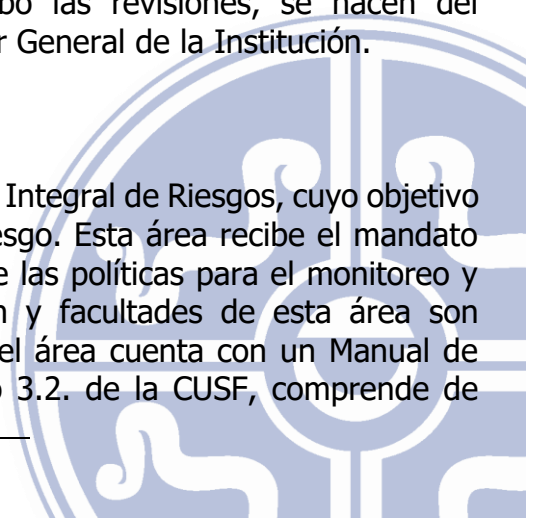 bo las revisiones, se hacen del
r General de la Institución.
Integral de Riesgos, cuyo objetivo
esgo. Esta área recibe el mandato
e las políticas para el monitoreo y
n y facultades de esta área son
el área cuenta con un Manual de
o 3.2. de la CUSF, comprende de